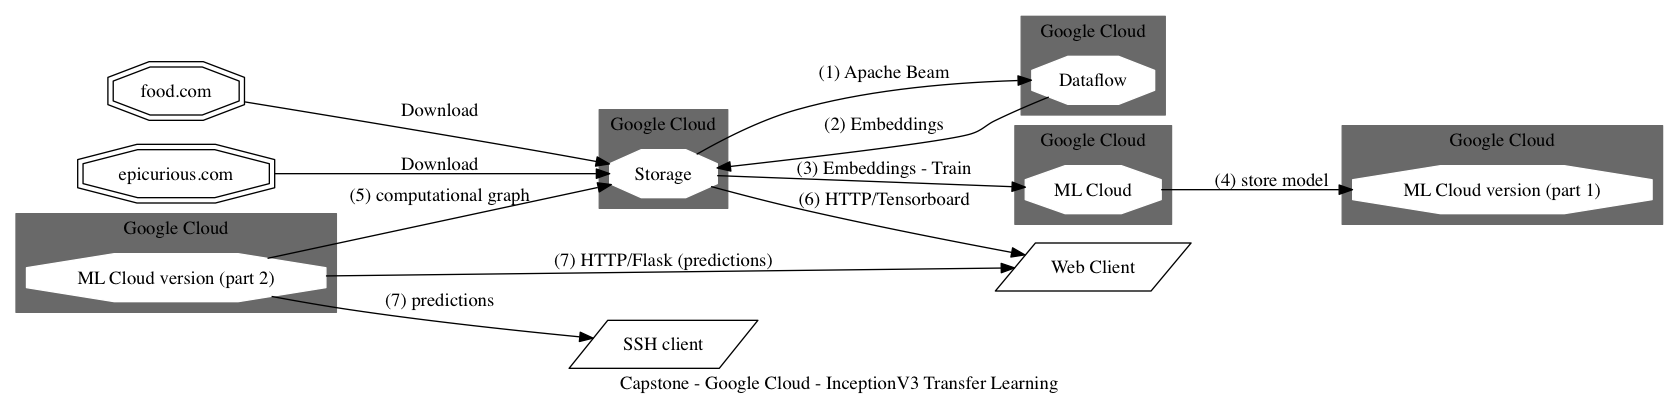 Google Cloud
Dataflow
(1) Apache Beam
food.com
Download
Google Cloud
Storage
(2) Embeddings
Google Cloud
ML Cloud
Google Cloud
ML Cloud version (part 1)
epicurious.com
Download
(3) Embeddings - Train
(4) store model
(5) computational graph
(6) HTTP/Tensorboard
Google Cloud
ML Cloud version (part 2)
(7) HTTP/Flask (predictions)
Web Client
(7) predictions
SSH client
Capstone - Google Cloud - InceptionV3 Transfer Learning